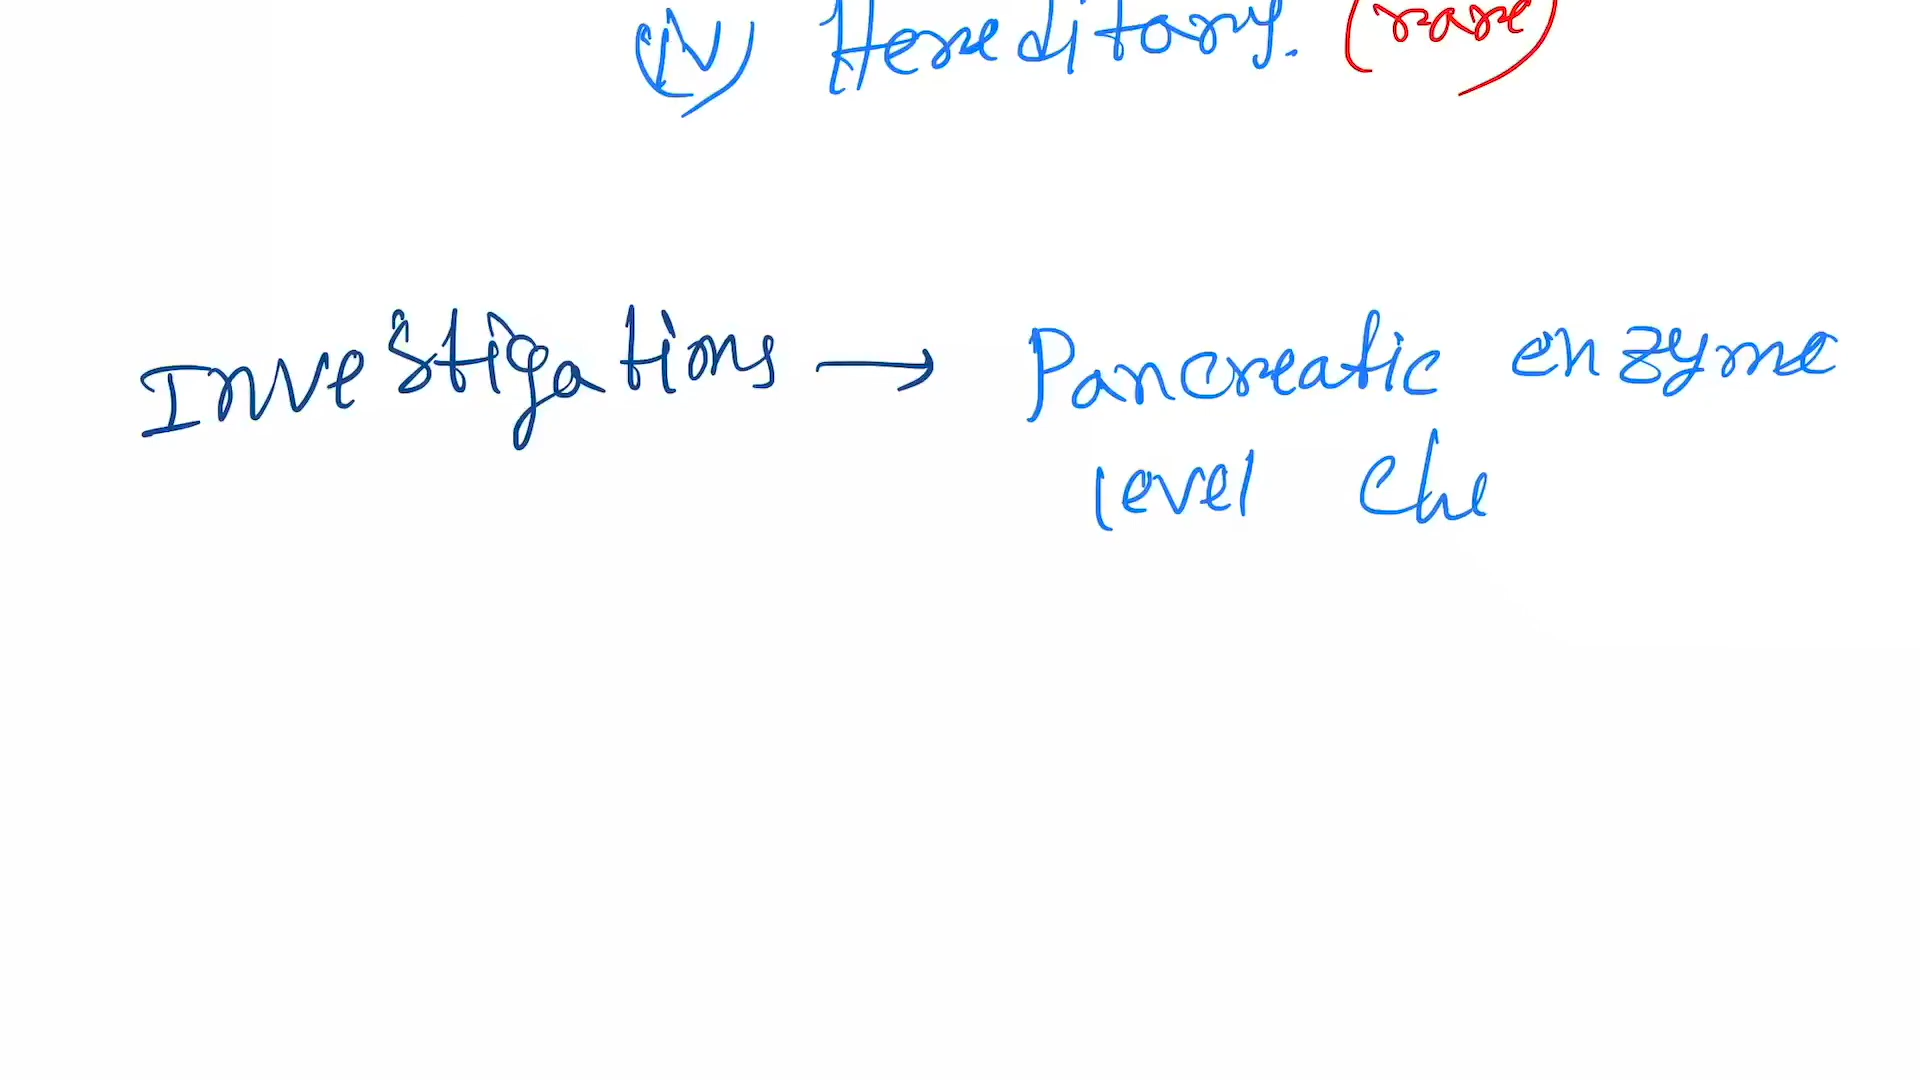 (iv) Hereditary. (rare)
Investigations → Pancreatic enzyme
level che